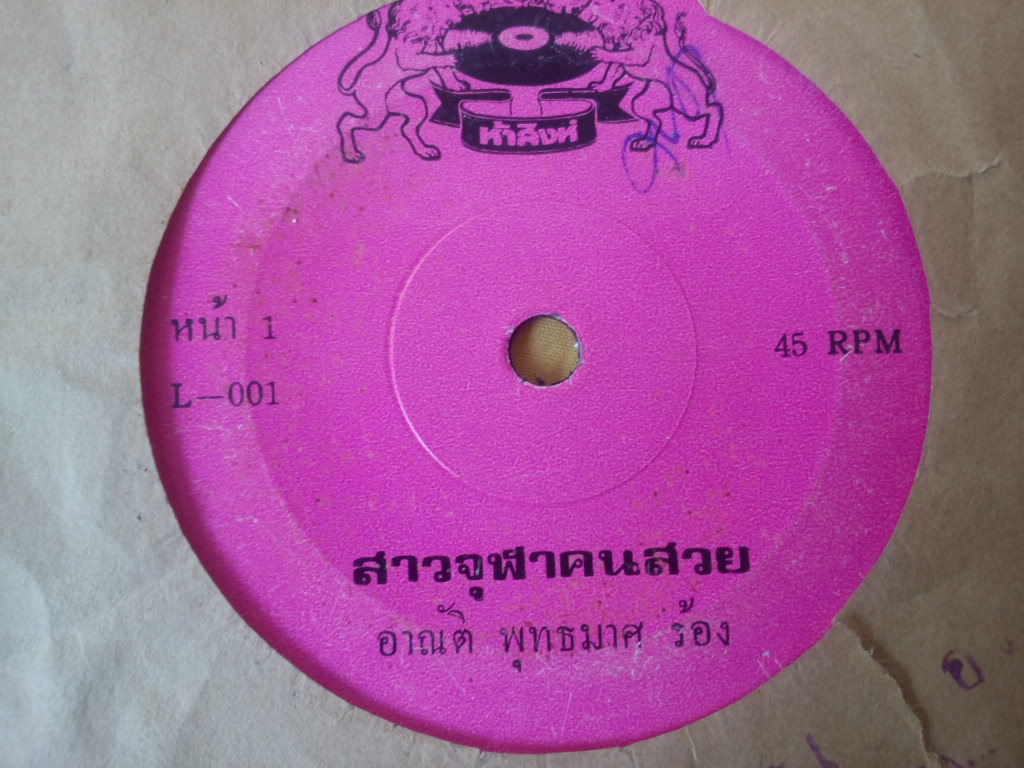 ห้าสิงห์
หน้า 1
45 RPM
L—001
สาวจุฬาคนสวย
อาณัติ พุทธมาศ ร้อง